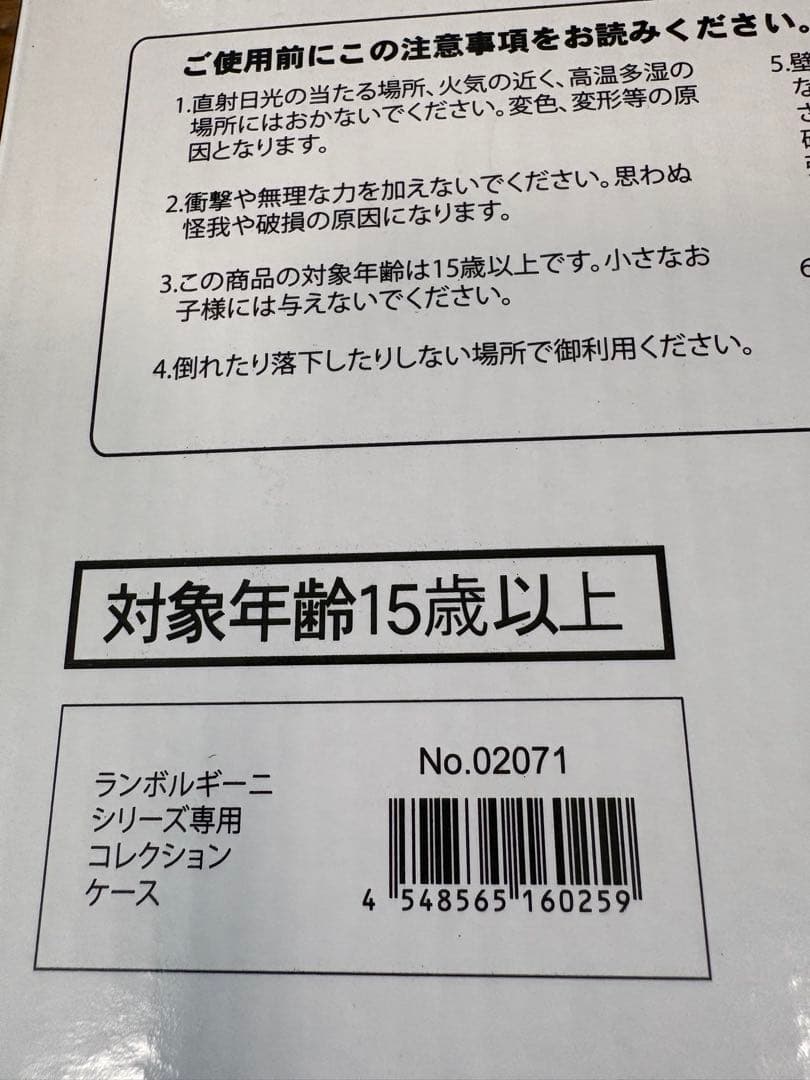 ご使用前にこの注意事項をお読みください。
1.直射日光の当たる場所、火気の近く、高温多湿の
場所にはおかないでください。変色、変形等の原
因となります。
2.衝撃や無理な力を加えないでください。思わぬ
怪我や破損の原因になります。
3.この商品の対象年齢は15歳以上です。小さなお
子様には与えないでください。
4.倒れたり落下したりしない場所で御利用ください。
5.壁
な
さ
対象年齢15歳以上
ランボルギーニ
シリーズ専用
コレクション
ケース
No.02071
4 548565 160259